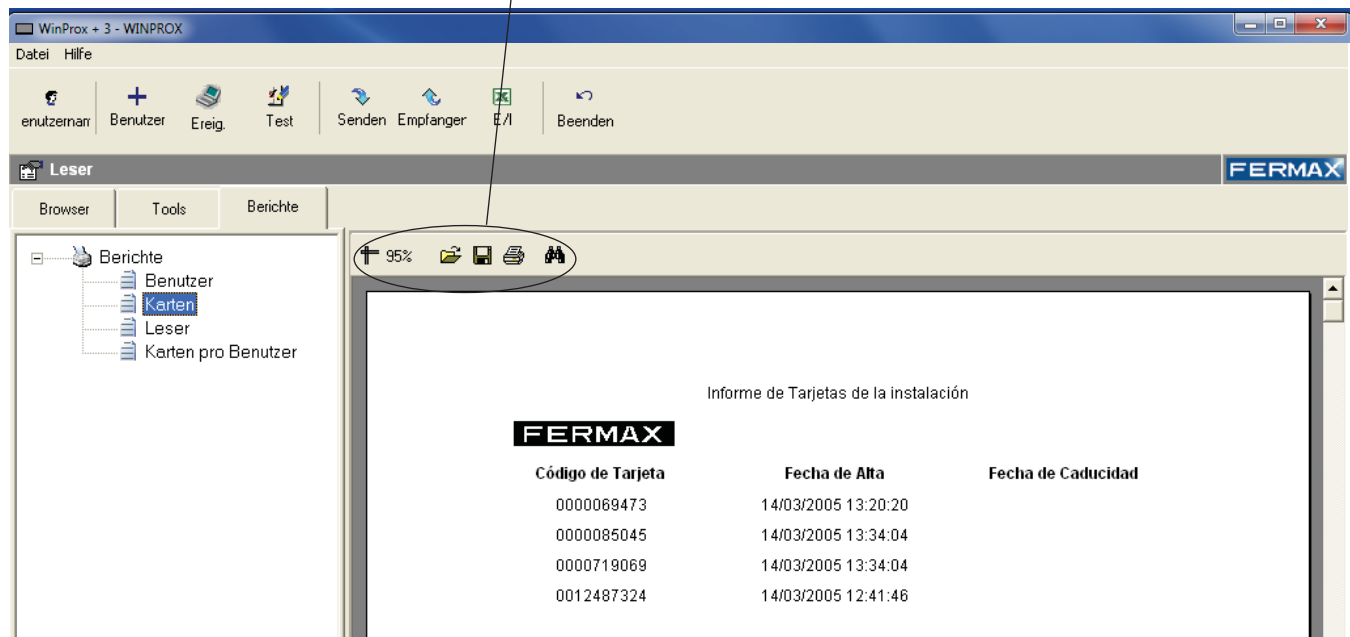 WinProx + 3 - WINPROX
Datei Hilfe
enutzernam Benutzer Ereig. Test Senden Empfanger E/I Beenden
Leser FERMAX
Browser Tools Berichte
95%
Berichte
Benutzer
Karten
Leser
Karten pro Benutzer
Informe de Tarjetas de la instalación
FERMAX
Código de Tarjeta Fecha de Alta Fecha de Caducidad
0000069473 14/03/2005 13:20:20
0000085045 14/03/2005 13:34:04
0000719069 14/03/2005 13:34:04
0012487324 14/03/2005 12:41:46